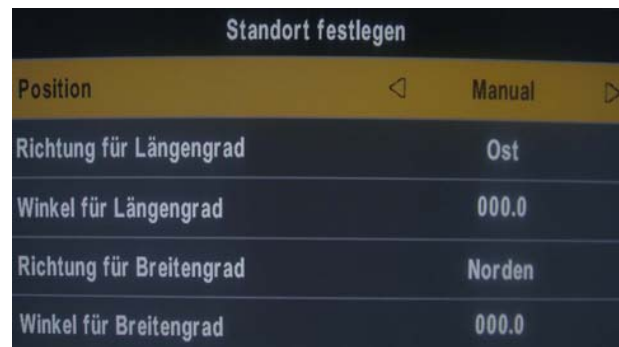 Standort festlegen
Position Manual
Richtung für Längengrad Ost
Winkel für Längengrad 000.0
Richtung für Breitengrad Norden
Winkel für Breitengrad 000.0